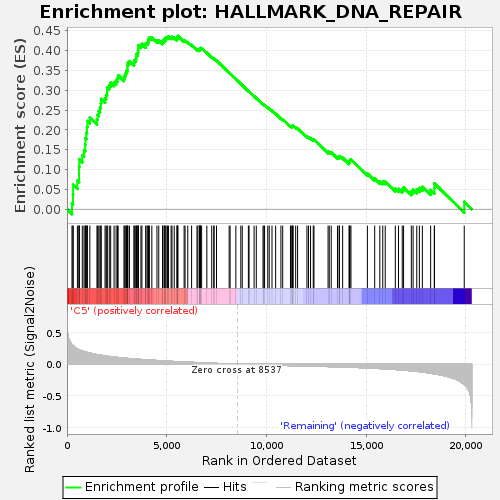 Enrichment plot: HALLMARK_DNA_REPAIR
Enrichment score (ES)
0.45
0.40
0.35
0.30
0.25
0.20
0.15
0.10
0.05
0.00
'C5' (positively correlated)
Ranked list metric (Signal2Noise)
0.5
0.0
-0.5
-1.0
Zero cross at 8537
'Remaining' (negatively correlated)
0
5,000
10,000
15,000
20,000
Rank in Ordered Dataset
Enrichment profile
Hits
Ranking metric scores